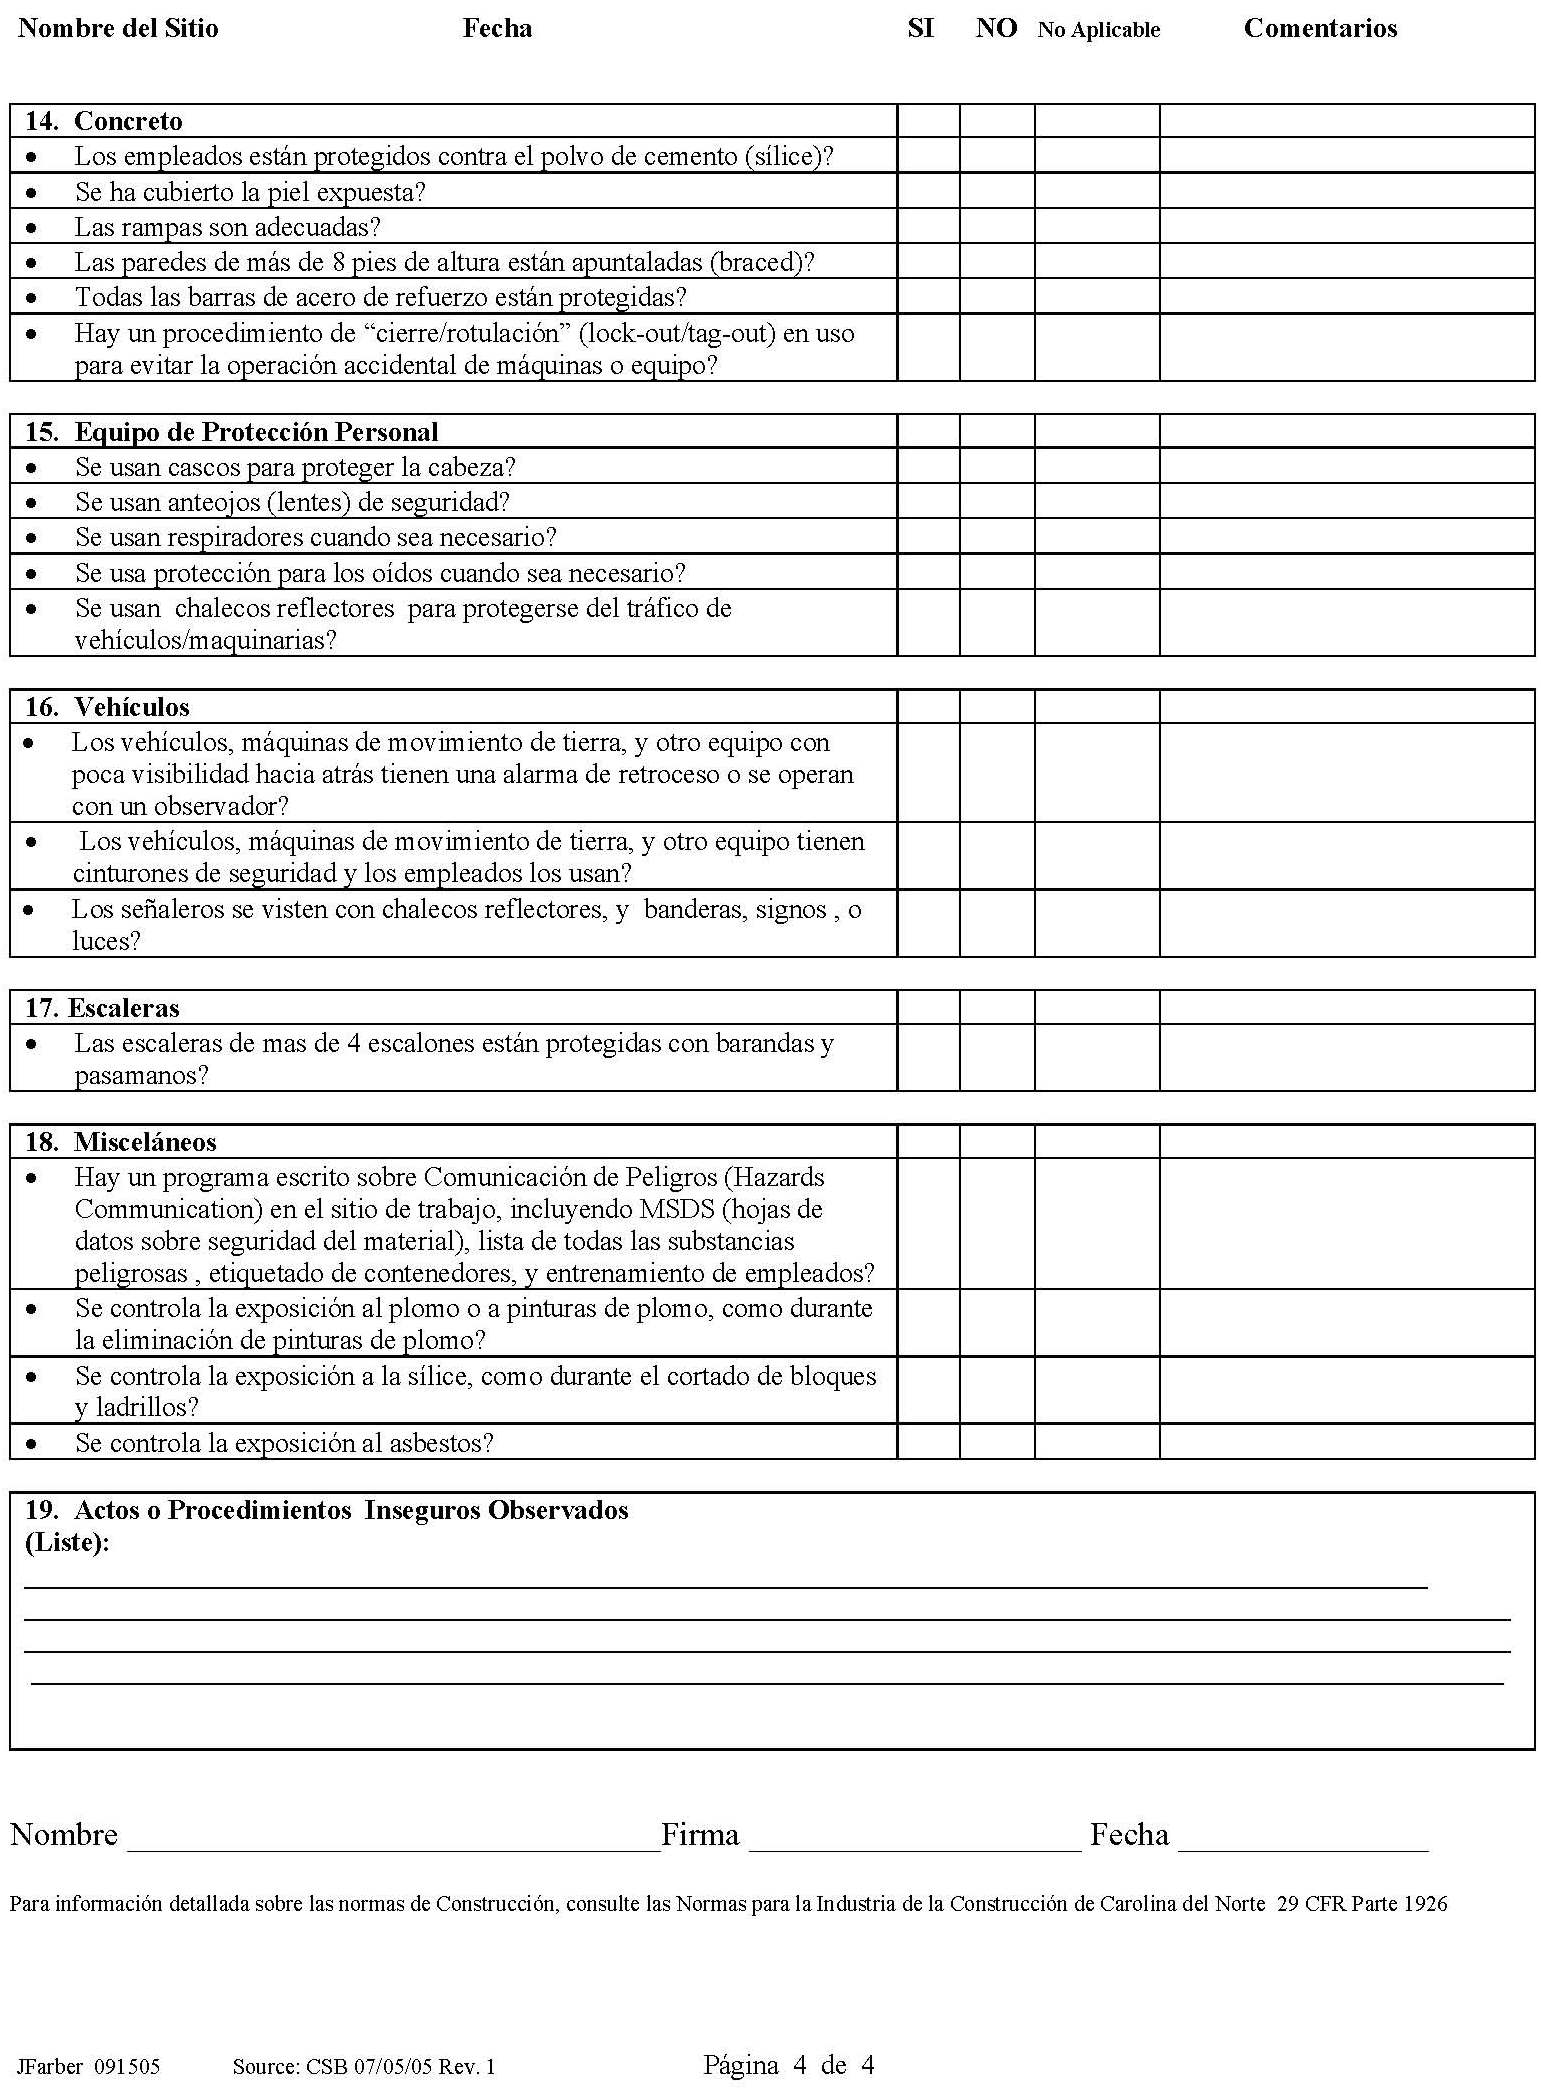 Nombre del Sitio Fecha SI NO No Aplicable Comentarios
14. Concreto
• Los empleados están protegidos contra el polvo de cemento (sílice)?
• Se ha cubierto la piel expuesta?
• Las rampas son adecuadas?
• Las paredes de más de 8 pies de altura están apuntaladas (braced)?
• Todas las barras de acero de refuerzo están protegidas?
• Hay un procedimiento de “cierre/rotulación” (lock-out/tag-out) en uso
para evitar la operación accidental de máquinas o equipo?
15. Equipo de Protección Personal
• Se usan cascos para proteger la cabeza?
• Se usan anteojos (lentes) de seguridad?
• Se usan respiradores cuando sea necesario?
• Se usa protección para los oídos cuando sea necesario?
• Se usan chalecos reflectores para protegerse del tráfico de
vehículos/maquinarias?
16. Vehículos
• Los vehículos, máquinas de movimiento de tierra, y otro equipo con
poca visibilidad hacia atrás tienen una alarma de retroceso o se operan
con un observador?
• Los vehículos, máquinas de movimiento de tierra, y otro equipo tienen
cinturones de seguridad y los empleados los usan?
• Los señaleros se visten con chalecos reflectores, y banderas, signos , o
luces?
17. Escaleras
• Las escaleras de mas de 4 escalones están protegidas con barandas y
pasamanos?
18. Misceláneos
• Hay un programa escrito sobre Comunicación de Peligros (Hazards
Communication) en el sitio de trabajo, incluyendo MSDS (hojas de
datos sobre seguridad del material), lista de todas las substancias
peligrosas , etiquetado de contenedores, y entrenamiento de empleados?
• Se controla la exposición al plomo o a pinturas de plomo, como durante
la eliminación de pinturas de plomo?
• Se controla la exposición a la sílice, como durante el cortado de bloques
y ladrillos?
• Se controla la exposición al asbestos?
19. Actos o Procedimientos Inseguros Observados
(Liste):
Nombre Firma Fecha
Para información detallada sobre las normas de Construcción, consulte las Normas para la Industria de la Construcción de Carolina del Norte 29 CFR Parte 1926
JFarber 091505 Source: CSB 07/05/05 Rev. 1 Página 4 de 4